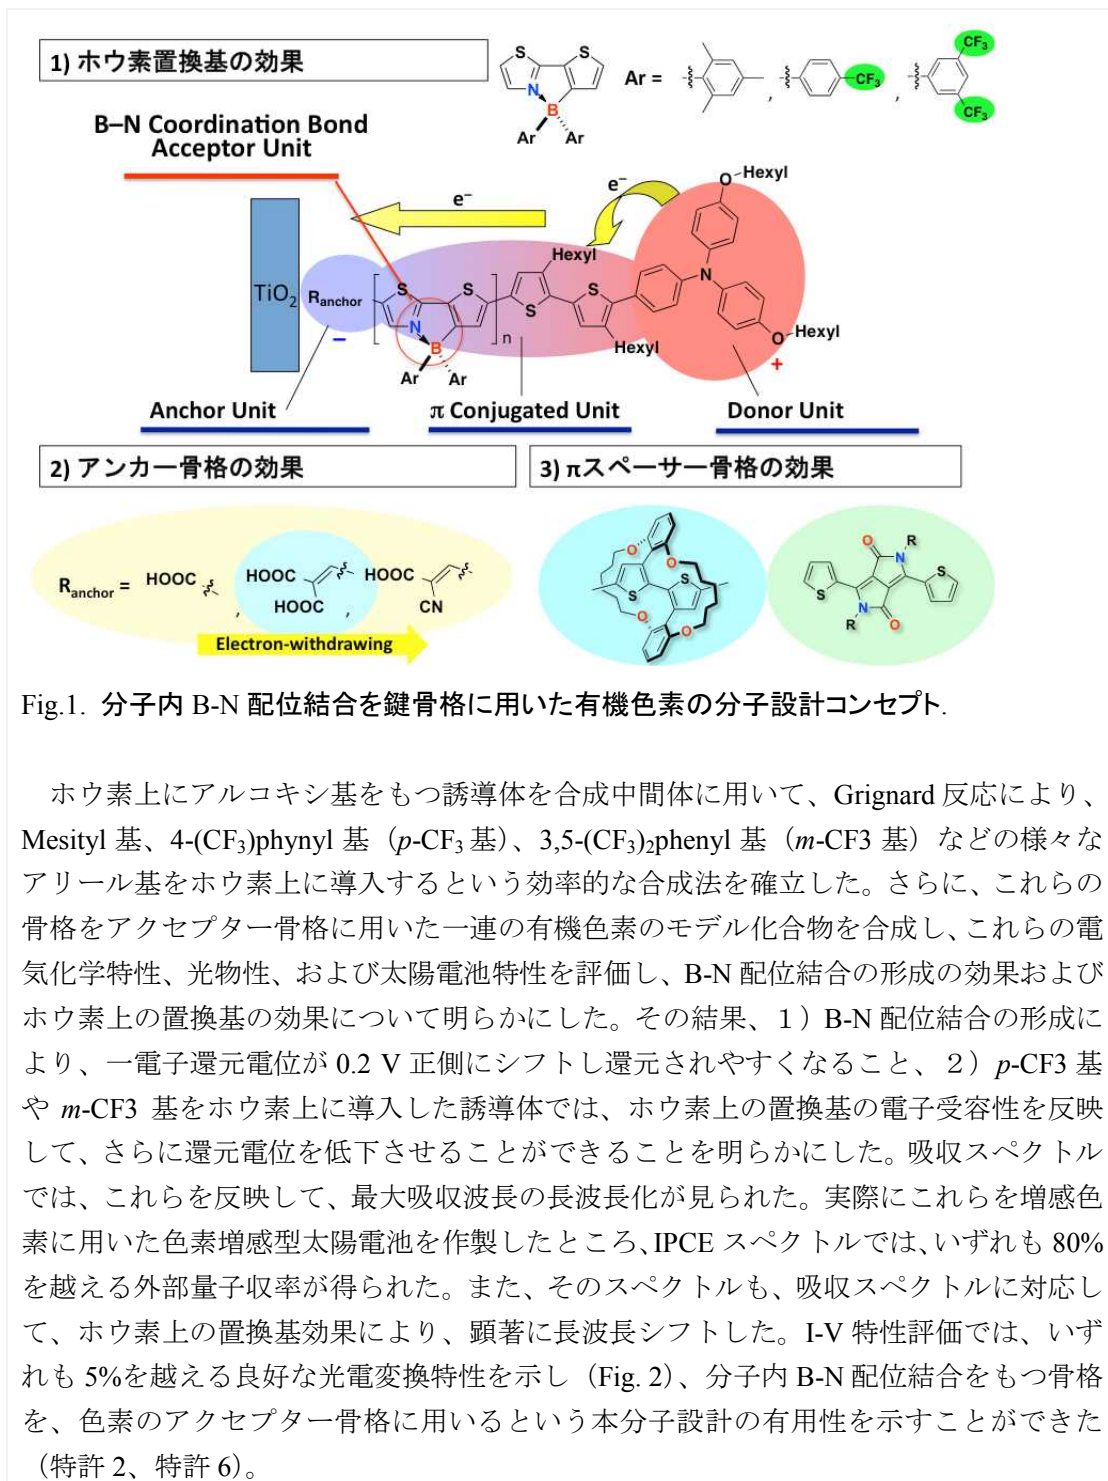 1) ホウ素置換基の効果
S
S
N
B
Ar
Ar
Ar =
,
CF3
,
CF3
CF3
B–N Coordination Bond
Acceptor Unit
e⁻
e⁻
O-Hexyl
Hexyl
TiO2
Ranchor
S
S
S
S
N
N
B
n
–
Ar
Ar
Hexyl
O-Hexyl
+
Anchor Unit
π Conjugated Unit
Donor Unit
2) アンカー骨格の効果
3) πスペーサー骨格の効果
Ranchor =
HOOC
,
HOOC
HOOC
,
HOOC
CN
Electron-withdrawing
O
O
S
S
O
O
R
O
N
S
S
N
R
O
Fig.1. 分子内 B-N 配位結合を鍵骨格に用いた有機色素の分子設計コンセプト.
ホウ素上にアルコキシ基をもつ誘導体を合成中間体に用いて、Grignard 反応により、
Mesityl 基、4-(CF3)phynyl 基（p-CF3 基）、3,5-(CF3)2phenyl 基（m-CF3 基）などの様々な
アリール基をホウ素上に導入するという効率的な合成法を確立した。さらに、これらの
骨格をアクセプター骨格に用いた一連の有機色素のモデル化合物を合成し、これらの電
気化学特性、光物性、および太陽電池特性を評価し、B-N 配位結合の形成の効果および
ホウ素上の置換基の効果について明らかにした。その結果、１）B-N 配位結合の形成に
より、一電子還元電位が 0.2 V 正側にシフトし還元されやすくなること、２）p-CF3 基
や m-CF3 基をホウ素上に導入した誘導体では、ホウ素上の置換基の電子受容性を反映
して、さらに還元電位を低下させることができることを明らかにした。吸収スペクトル
では、これらを反映して、最大吸収波長の長波長化が見られた。実際にこれらを増感色
素に用いた色素増感型太陽電池を作製したところ、IPCE スペクトルでは、いずれも 80%
を越える外部量子収率が得られた。また、そのスペクトルも、吸収スペクトルに対応し
て、ホウ素上の置換基効果により、顕著に長波長シフトした。I-V 特性評価では、いず
れも 5%を越える良好な光電変換特性を示し（Fig. 2）、分子内 B-N 配位結合をもつ骨格
を、色素のアクセプター骨格に用いるという本分子設計の有用性を示すことができた
（特許 2、特許 6）。